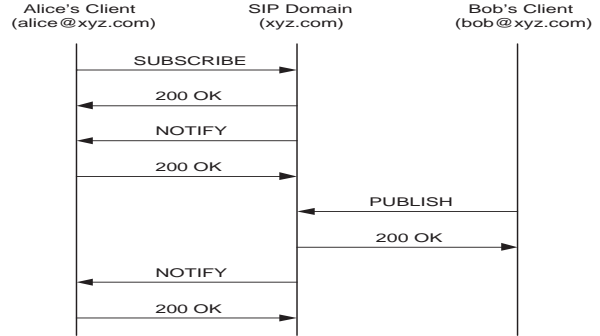 Alice's Client
(alice@xyz.com)
SIP Domain
(xyz.com)
Bob's Client
(bob@xyz.com)
SUBSCRIBE
200 OK
NOTIFY
200 OK
PUBLISH
200 OK
NOTIFY
200 OK